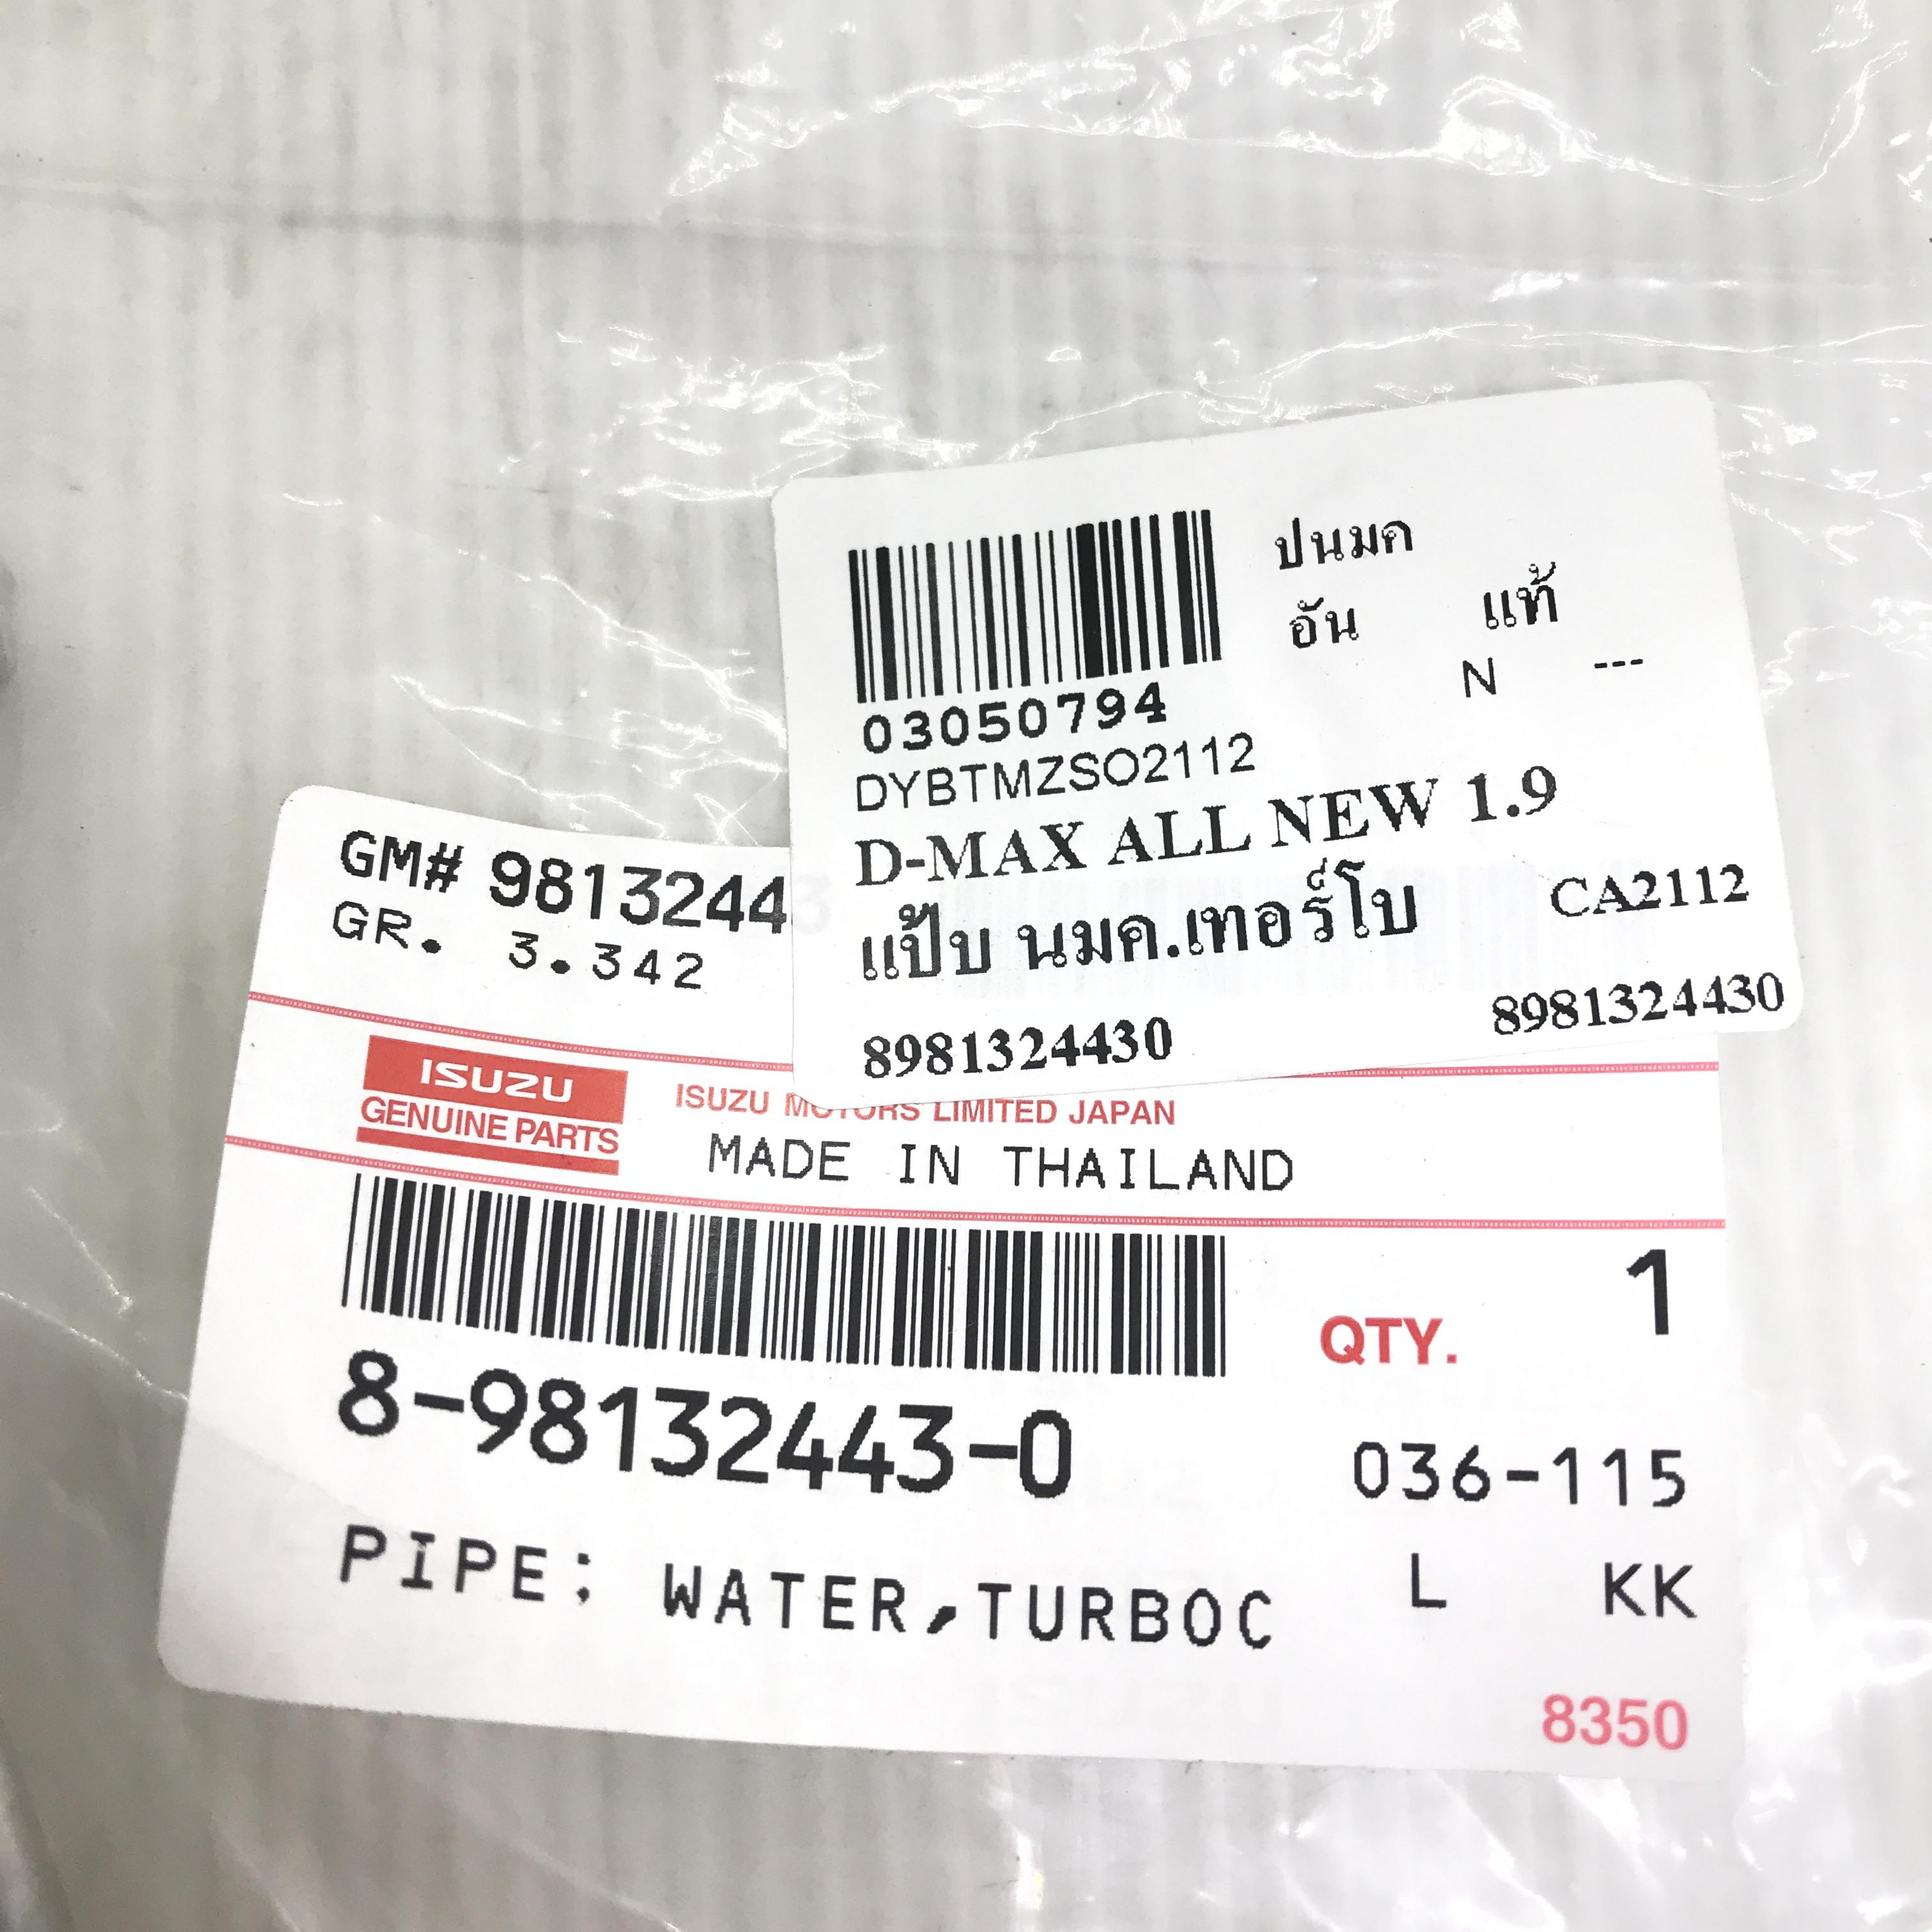 ปนมค
อัน แท้
N ---
03050794
DYBTMZSO2112
D-MAX ALL NEW 1.9
แป๊บ นมค.เทอร์โบ CA2112
8981324430 8981324430
GM# 98132443
GR. 3.342
ISUZU
GENUINE PARTS
ISUZU MOTORS LIMITED JAPAN
MADE IN THAILAND
QTY. 1
8-98132443-0
036-115
PIPE; WATER,TURBOC
L KK
8350